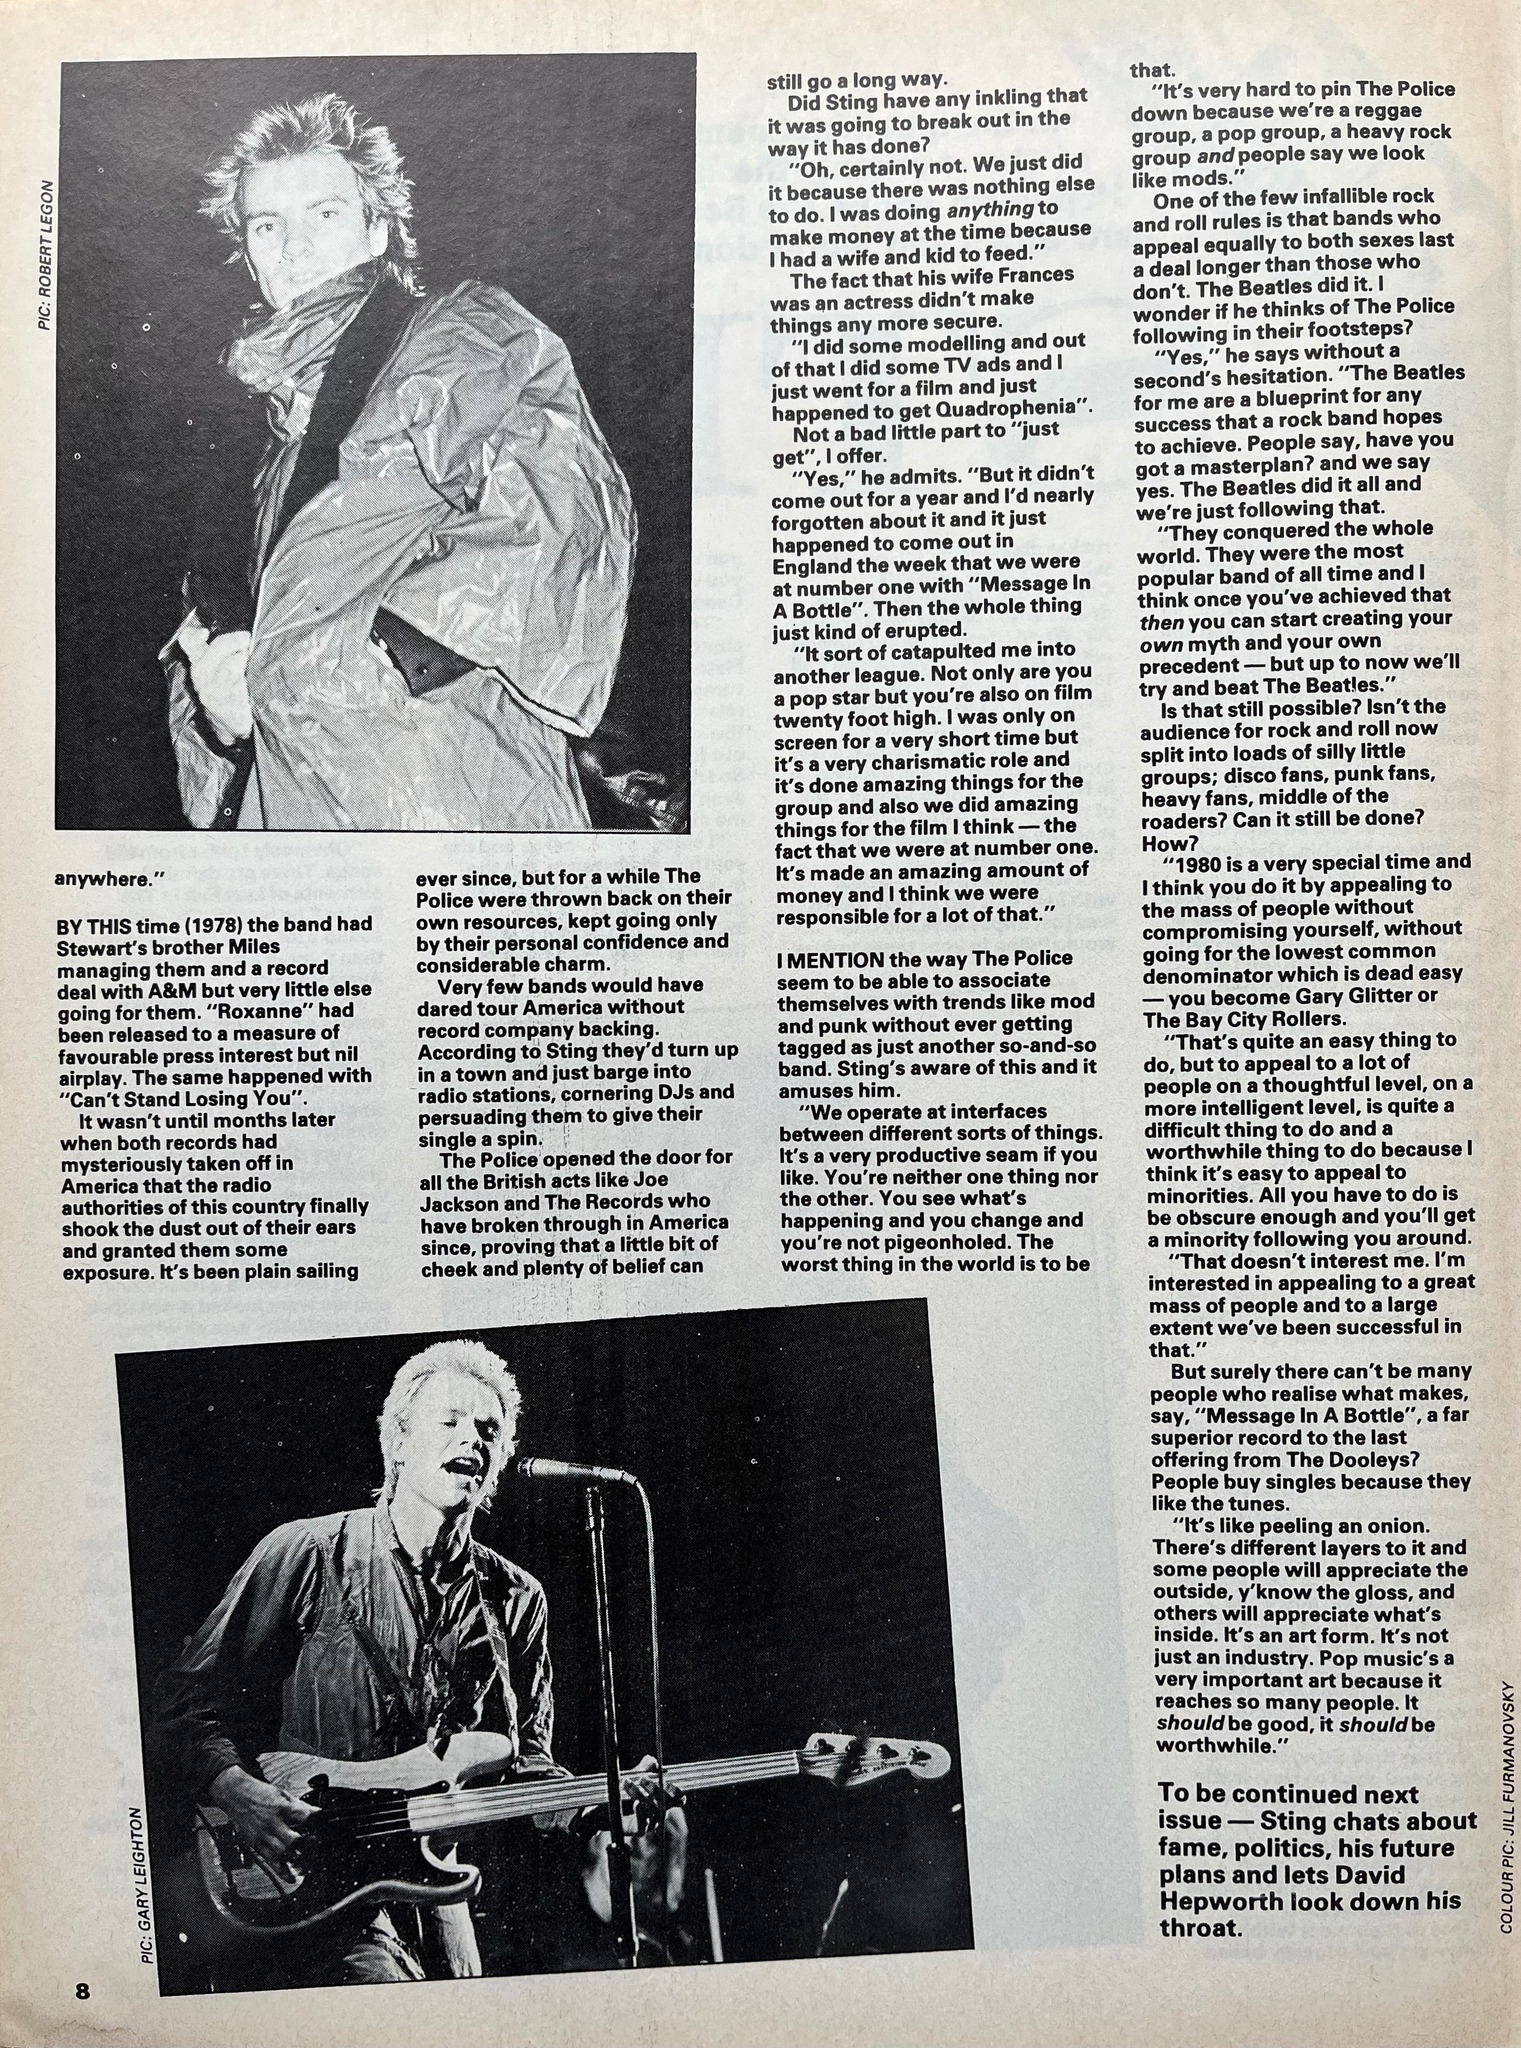 PIC: ROBERT LEGON
anywhere."
BY THIS time (1978) the band had
Stewart's brother Miles
managing them and a record
deal with A&M but very little else
going for them. "Roxanne" had
been released to a measure of
favourable press interest but nil
airplay. The same happened with
"Can't Stand Losing You".
It wasn't until months later
when both records had
mysteriously taken off in
America that the radio
authorities of this country finally
shook the dust out of their ears
and granted them some
exposure. It's been plain sailing
ever since, but for a while The
Police were thrown back on their
own resources, kept going only
by their personal confidence and
considerable charm.
Very few bands would have
dared tour America without
record company backing.
According to Sting they'd turn up
in a town and just barge into
radio stations, cornering DJs and
persuading them to give their
single a spin.
The Police opened the door for
all the British acts like Joe
Jackson and The Records who
have broken through in America
since, proving that a little bit of
cheek and plenty of belief can
still go a long way.
Did Sting have any inkling that
it was going to break out in the
way it has done?
"Oh, certainly not. We just did
it because there was nothing else
to do. I was doing anything to
make money at the time because
I had a wife and kid to feed."
The fact that his wife Frances
was an actress didn't make
things any more secure.
"I did some modelling and out
of that I did some TV ads and I
just went for a film and just
happened to get Quadrophenia".
Not a bad little part to "just
get", I offer.
"Yes," he admits. "But it didn't
come out for a year and I'd nearly
forgotten about it and it just
happened to come out in
England the week that we were
at number one with "Message In
A Bottle". Then the whole thing
just kind of erupted.
"It sort of catapulted me into
another league. Not only are you
a pop star but you're also on film
twenty foot high. I was only on
screen for a very short time but
it's a very charismatic role and
it's done amazing things for the
group and also we did amazing
things for the film I think — the
fact that we were at number one.
It's made an amazing amount of
money and I think we were
responsible for a lot of that."
I MENTION the way The Police
seem to be able to associate
themselves with trends like mod
and punk without ever getting
tagged as just another so-and-so
band. Sting's aware of this and it
amuses him.
"We operate at interfaces
between different sorts of things.
It's a very productive seam if you
like. You're neither one thing nor
the other. You see what's
happening and you change and
you're not pigeonholed. The
worst thing in the world is to be
that.
"It's very hard to pin The Police
down because we're a reggae
group, a pop group, a heavy rock
group and people say we look
like mods."
One of the few infallible rock
and roll rules is that bands who
appeal equally to both sexes last
a deal longer than those who
don't. The Beatles did it. I
wonder if he thinks of The Police
following in their footsteps?
"Yes," he says without a
second's hesitation. "The Beatles
for me are a blueprint for any
success that a rock band hopes
to achieve. People say, have you
got a masterplan? and we say
yes. The Beatles did it all and
we're just following that.
"They conquered the whole
world. They were the most
popular band of all time and I
think once you've achieved that
then you can start creating your
own myth and your own
precedent — but up to now we'll
try and beat The Beatles."
Is that still possible? Isn't the
audience for rock and roll now
split into loads of silly little
groups; disco fans, punk fans,
heavy fans, middle of the
roaders? Can it still be done?
How?
"1980 is a very special time and
I think you do it by appealing to
the mass of people without
compromising yourself, without
going for the lowest common
denominator which is dead easy
— you become Gary Glitter or
The Bay City Rollers.
"That's quite an easy thing to
do, but to appeal to a lot of
people on a thoughtful level, on a
more intelligent level, is quite a
difficult thing to do and a
worthwhile thing to do because I
think it's easy to appeal to
minorities. All you have to do is
be obscure enough and you'll get
a minority following you around.
"That doesn't interest me. I'm
interested in appealing to a great
mass of people and to a large
extent we've been successful in
that."
But surely there can't be many
people who realise what makes,
say, "Message In A Bottle", a far
superior record to the last
offering from The Dooleys?
People buy singles because they
like the tunes.
"It's like peeling an onion.
There's different layers to it and
some people will appreciate the
outside, y'know the gloss, and
others will appreciate what's
inside. It's an art form. It's not
just an industry. Pop music's a
very important art because it
reaches so many people. It
should be good, it should be
worthwhile."
To be continued next
issue — Sting chats about
fame, politics, his future
plans and lets David
Hepworth look down his
throat.
PIC: GARY LEIGHTON
COLOUR PIC: JILL FURMANOVSKY
8